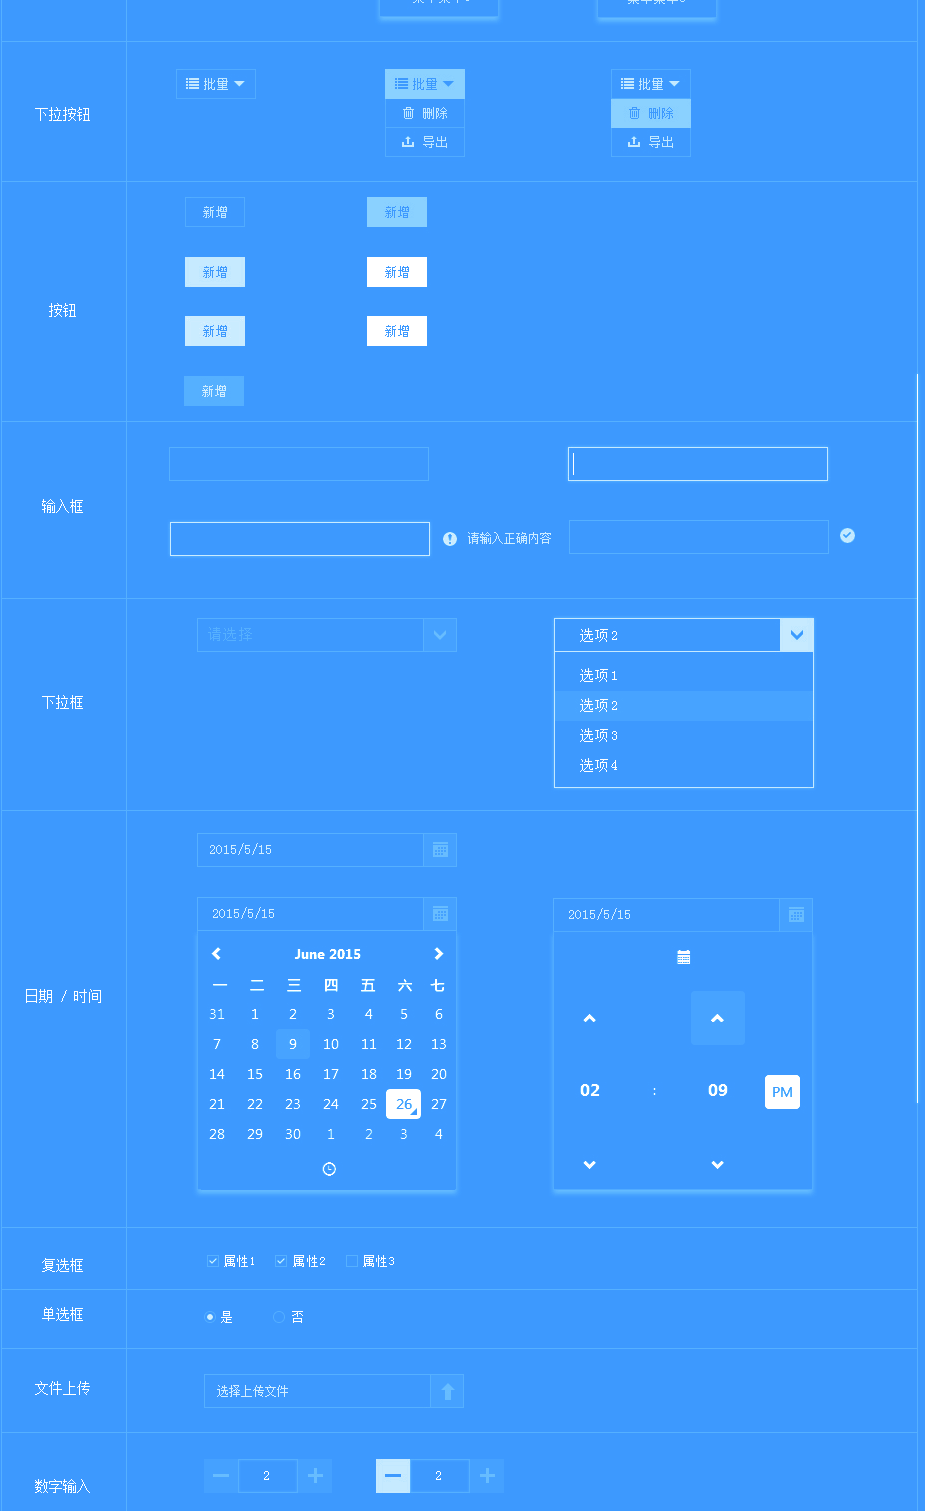 下拉按钮
批量
批量
批量
删除
删除
导出
导出
按钮
新增
新增
新增
新增
新增
新增
新增
输入框
请输入正确内容
下拉框
请选择
选项2
选项1
选项2
选项3
选项4
日期 / 时间
2015/5/15
2015/5/15
June 2015
一 二 三 四 五 六 七
31 1 2 3 4 5 6
7 8 9 10 11 12 13
14 15 16 17 18 19 20
21 22 23 24 25 26 27
28 29 30 1 2 3 4
2015/5/15
02 : 09 PM
复选框
属性1 属性2 属性3
单选框
是 否
文件上传
选择上传文件
数字输入
2
2